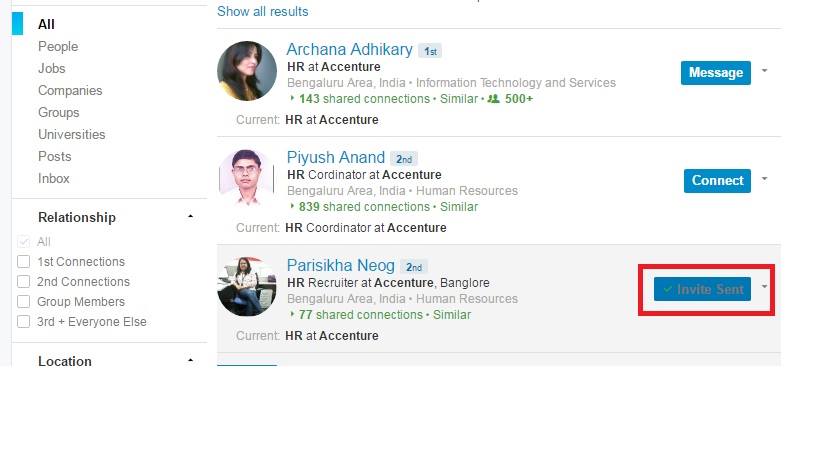 Show all results
All
People
Jobs
Companies
Groups
Universities
Posts
Inbox
Relationship
All
1st Connections
2nd Connections
Group Members
3rd + Everyone Else
Location
Archana Adhikary 1st
HR at Accenture
Bengaluru Area, India • Information Technology and Services
143 shared connections • Similar • 500+
Current: HR at Accenture
Message
Piyush Anand 2nd
HR Cordinator at Accenture
Bengaluru Area, India • Human Resources
839 shared connections • Similar
Current: HR Coordinator at Accenture
Connect
Parisikha Neog 2nd
HR Recruiter at Accenture, Banglore
Bengaluru Area, India • Human Resources
77 shared connections • Similar
Current: HR at Accenture
Invite Sent